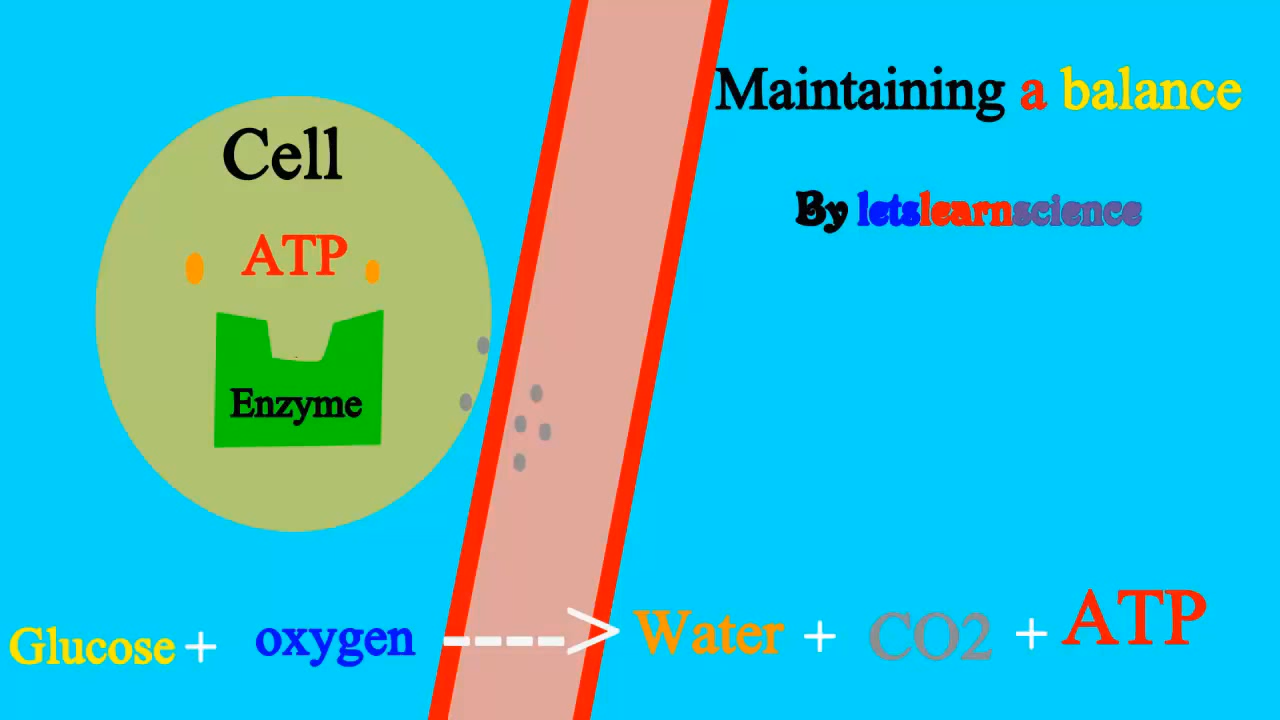 Maintaining a balance
By letslearnscience
Cell
ATP
Enzyme
Glucose + oxygen ----> Water + CO2 + ATP